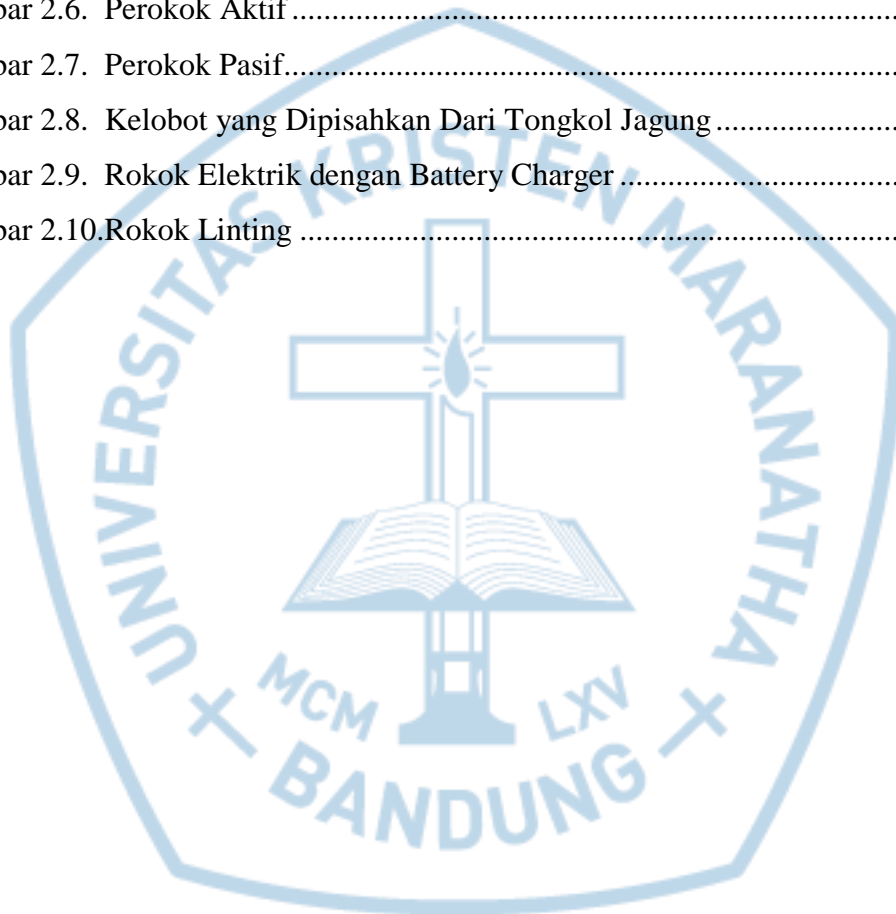 bar 2.6. Perokok Aktif ....................................................................................
bar 2.7. Perokok Pasif....................................................................................
bar 2.8. Kelobot yang Dipisahkan Dari Tongkol Jagung ..............................
bar 2.9. Rokok Elektrik dengan Battery Charger ..........................................
bar 2.10.Rokok Linting ..................................................................................
UNIVERSITAS KRISTEN MARANATHA
MCM LXV
BANDUNG